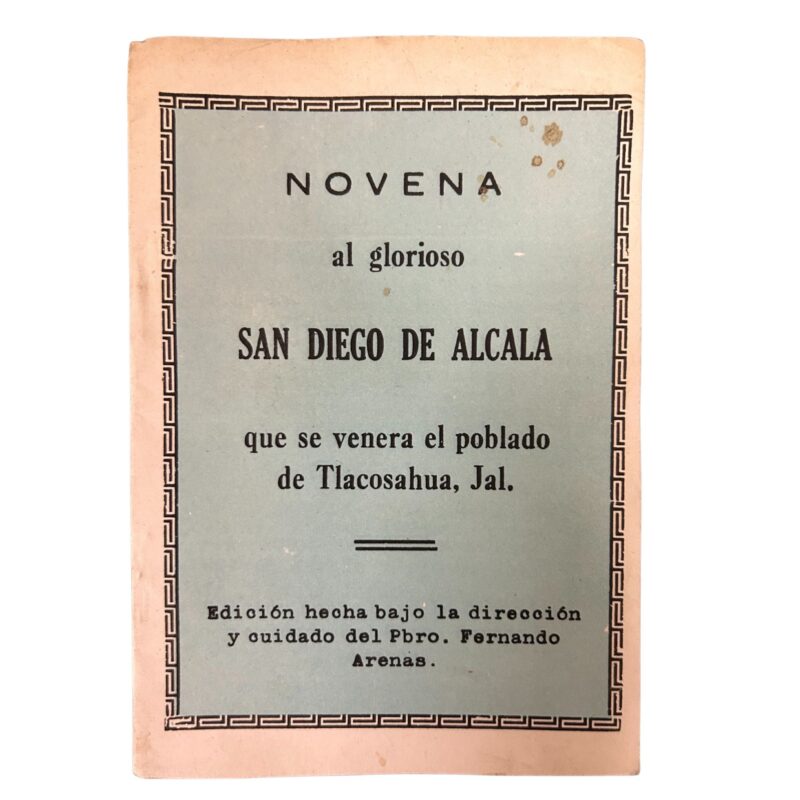 NOVENA
al glorioso
SAN DIEGO DE ALCALA
que se venera el poblado
de Tlacosahua, Jal.
Edición hecha bajo la dirección
y cuidado del Pbro. Fernando
Arenas.